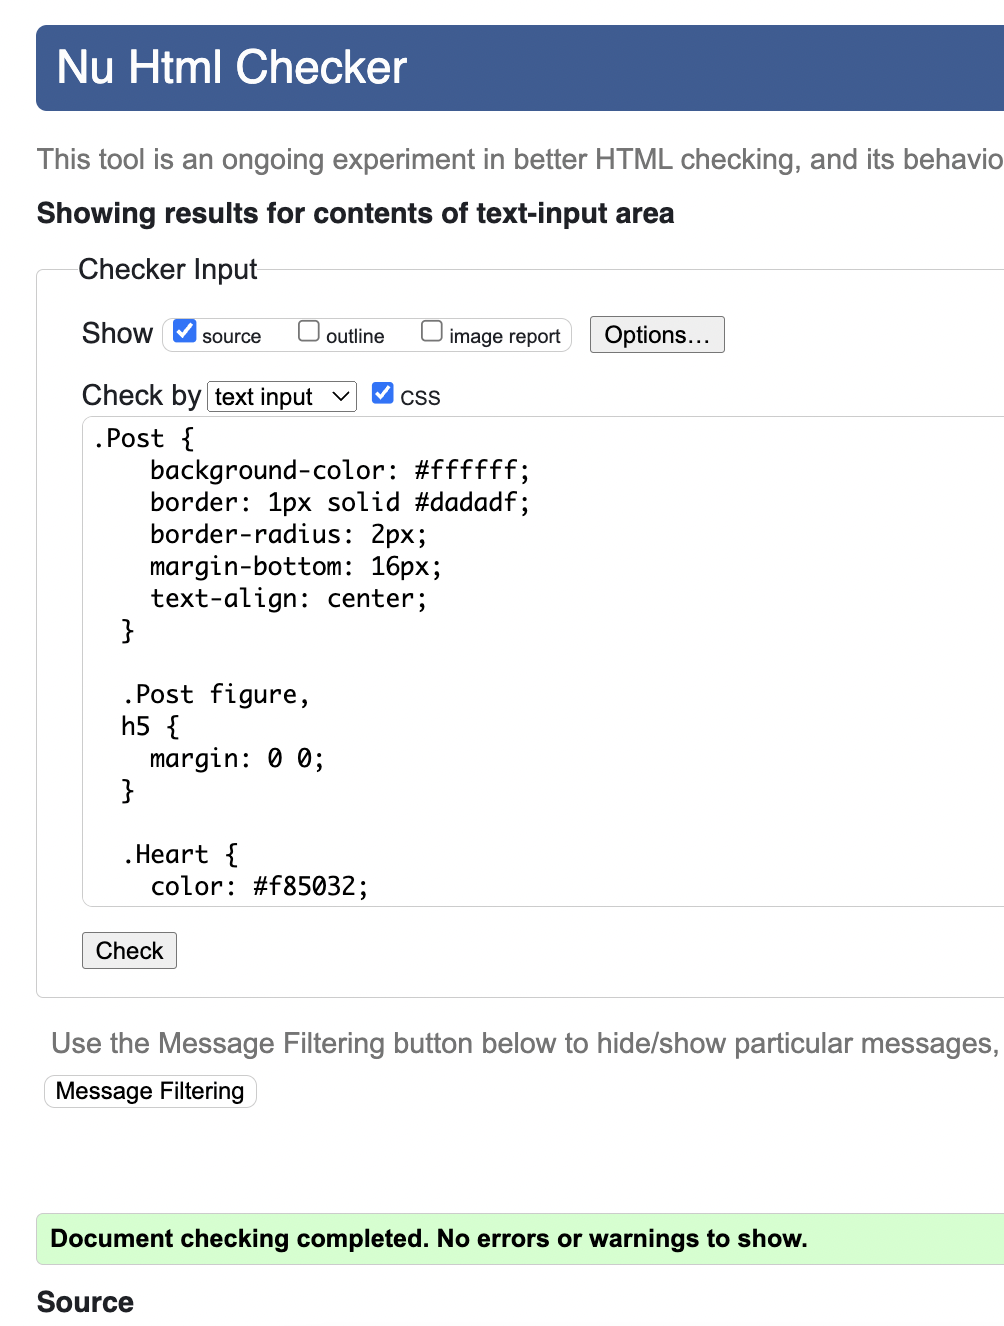 Nu Html Checker
This tool is an ongoing experiment in better HTML checking, and its behavio
Showing results for contents of text-input area
Checker Input
Show source outline image report Options…
Check by text input CSS
.Post {
    background-color: #ffffff;
    border: 1px solid #dadadf;
    border-radius: 2px;
    margin-bottom: 16px;
    text-align: center;
  }
  .Post figure,
  h5 {
    margin: 0 0;
  }
  .Heart {
    color: #f85032;
Check
Use the Message Filtering button below to hide/show particular messages,
Message Filtering
Document checking completed. No errors or warnings to show.
Source